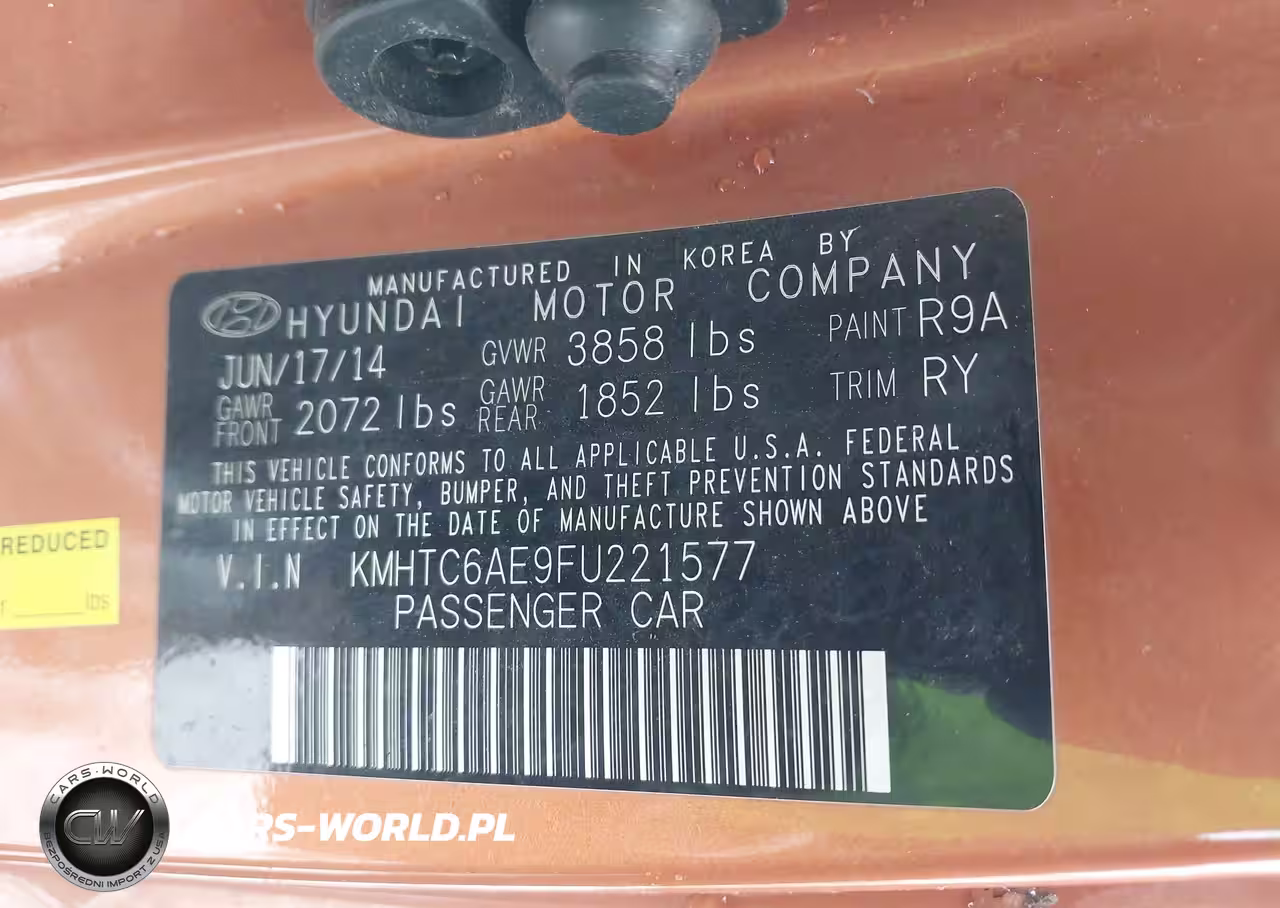 MANUFACTURED IN KOREA BY
HYUNDAI MOTOR COMPANY
JUN/17/14 GVWR 3858 lbs PAINT R9A
GAWR FRONT 2072 lbs GAWR REAR 1852 lbs TRIM RY
THIS VEHICLE CONFORMS TO ALL APPLICABLE U.S.A. FEDERAL
MOTOR VEHICLE SAFETY, BUMPER, AND THEFT PREVENTION STANDARDS
IN EFFECT ON THE DATE OF MANUFACTURE SHOWN ABOVE
V.I.N KMHTC6AE9FU221577
PASSENGER CAR
REDUCED
lbs
CARS-WORLD
CW
BEZPOŚREDNI IMPORT Z USA
RS-WORLD.PL